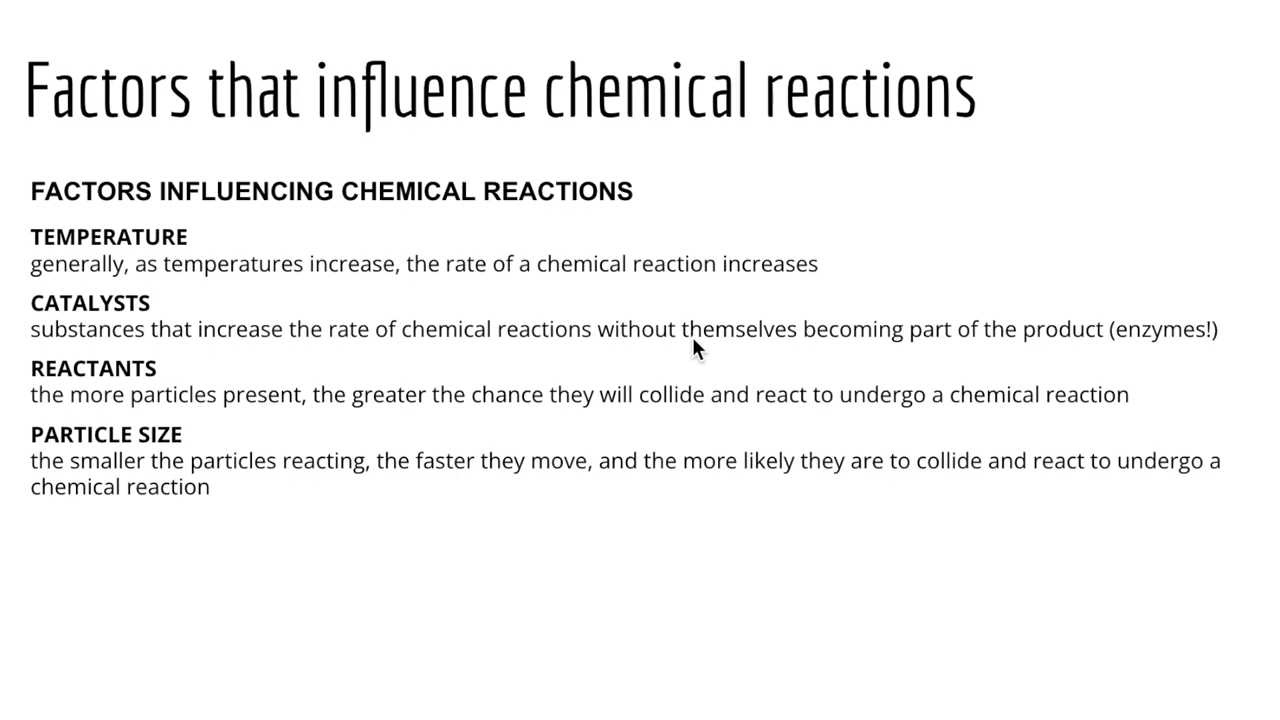 Factors that influence chemical reactions
FACTORS INFLUENCING CHEMICAL REACTIONS
TEMPERATURE
generally, as temperatures increase, the rate of a chemical reaction increases
CATALYSTS
substances that increase the rate of chemical reactions without themselves becoming part of the product (enzymes!)
REACTANTS
the more particles present, the greater the chance they will collide and react to undergo a chemical reaction
PARTICLE SIZE
the smaller the particles reacting, the faster they move, and the more likely they are to collide and react to undergo a
chemical reaction